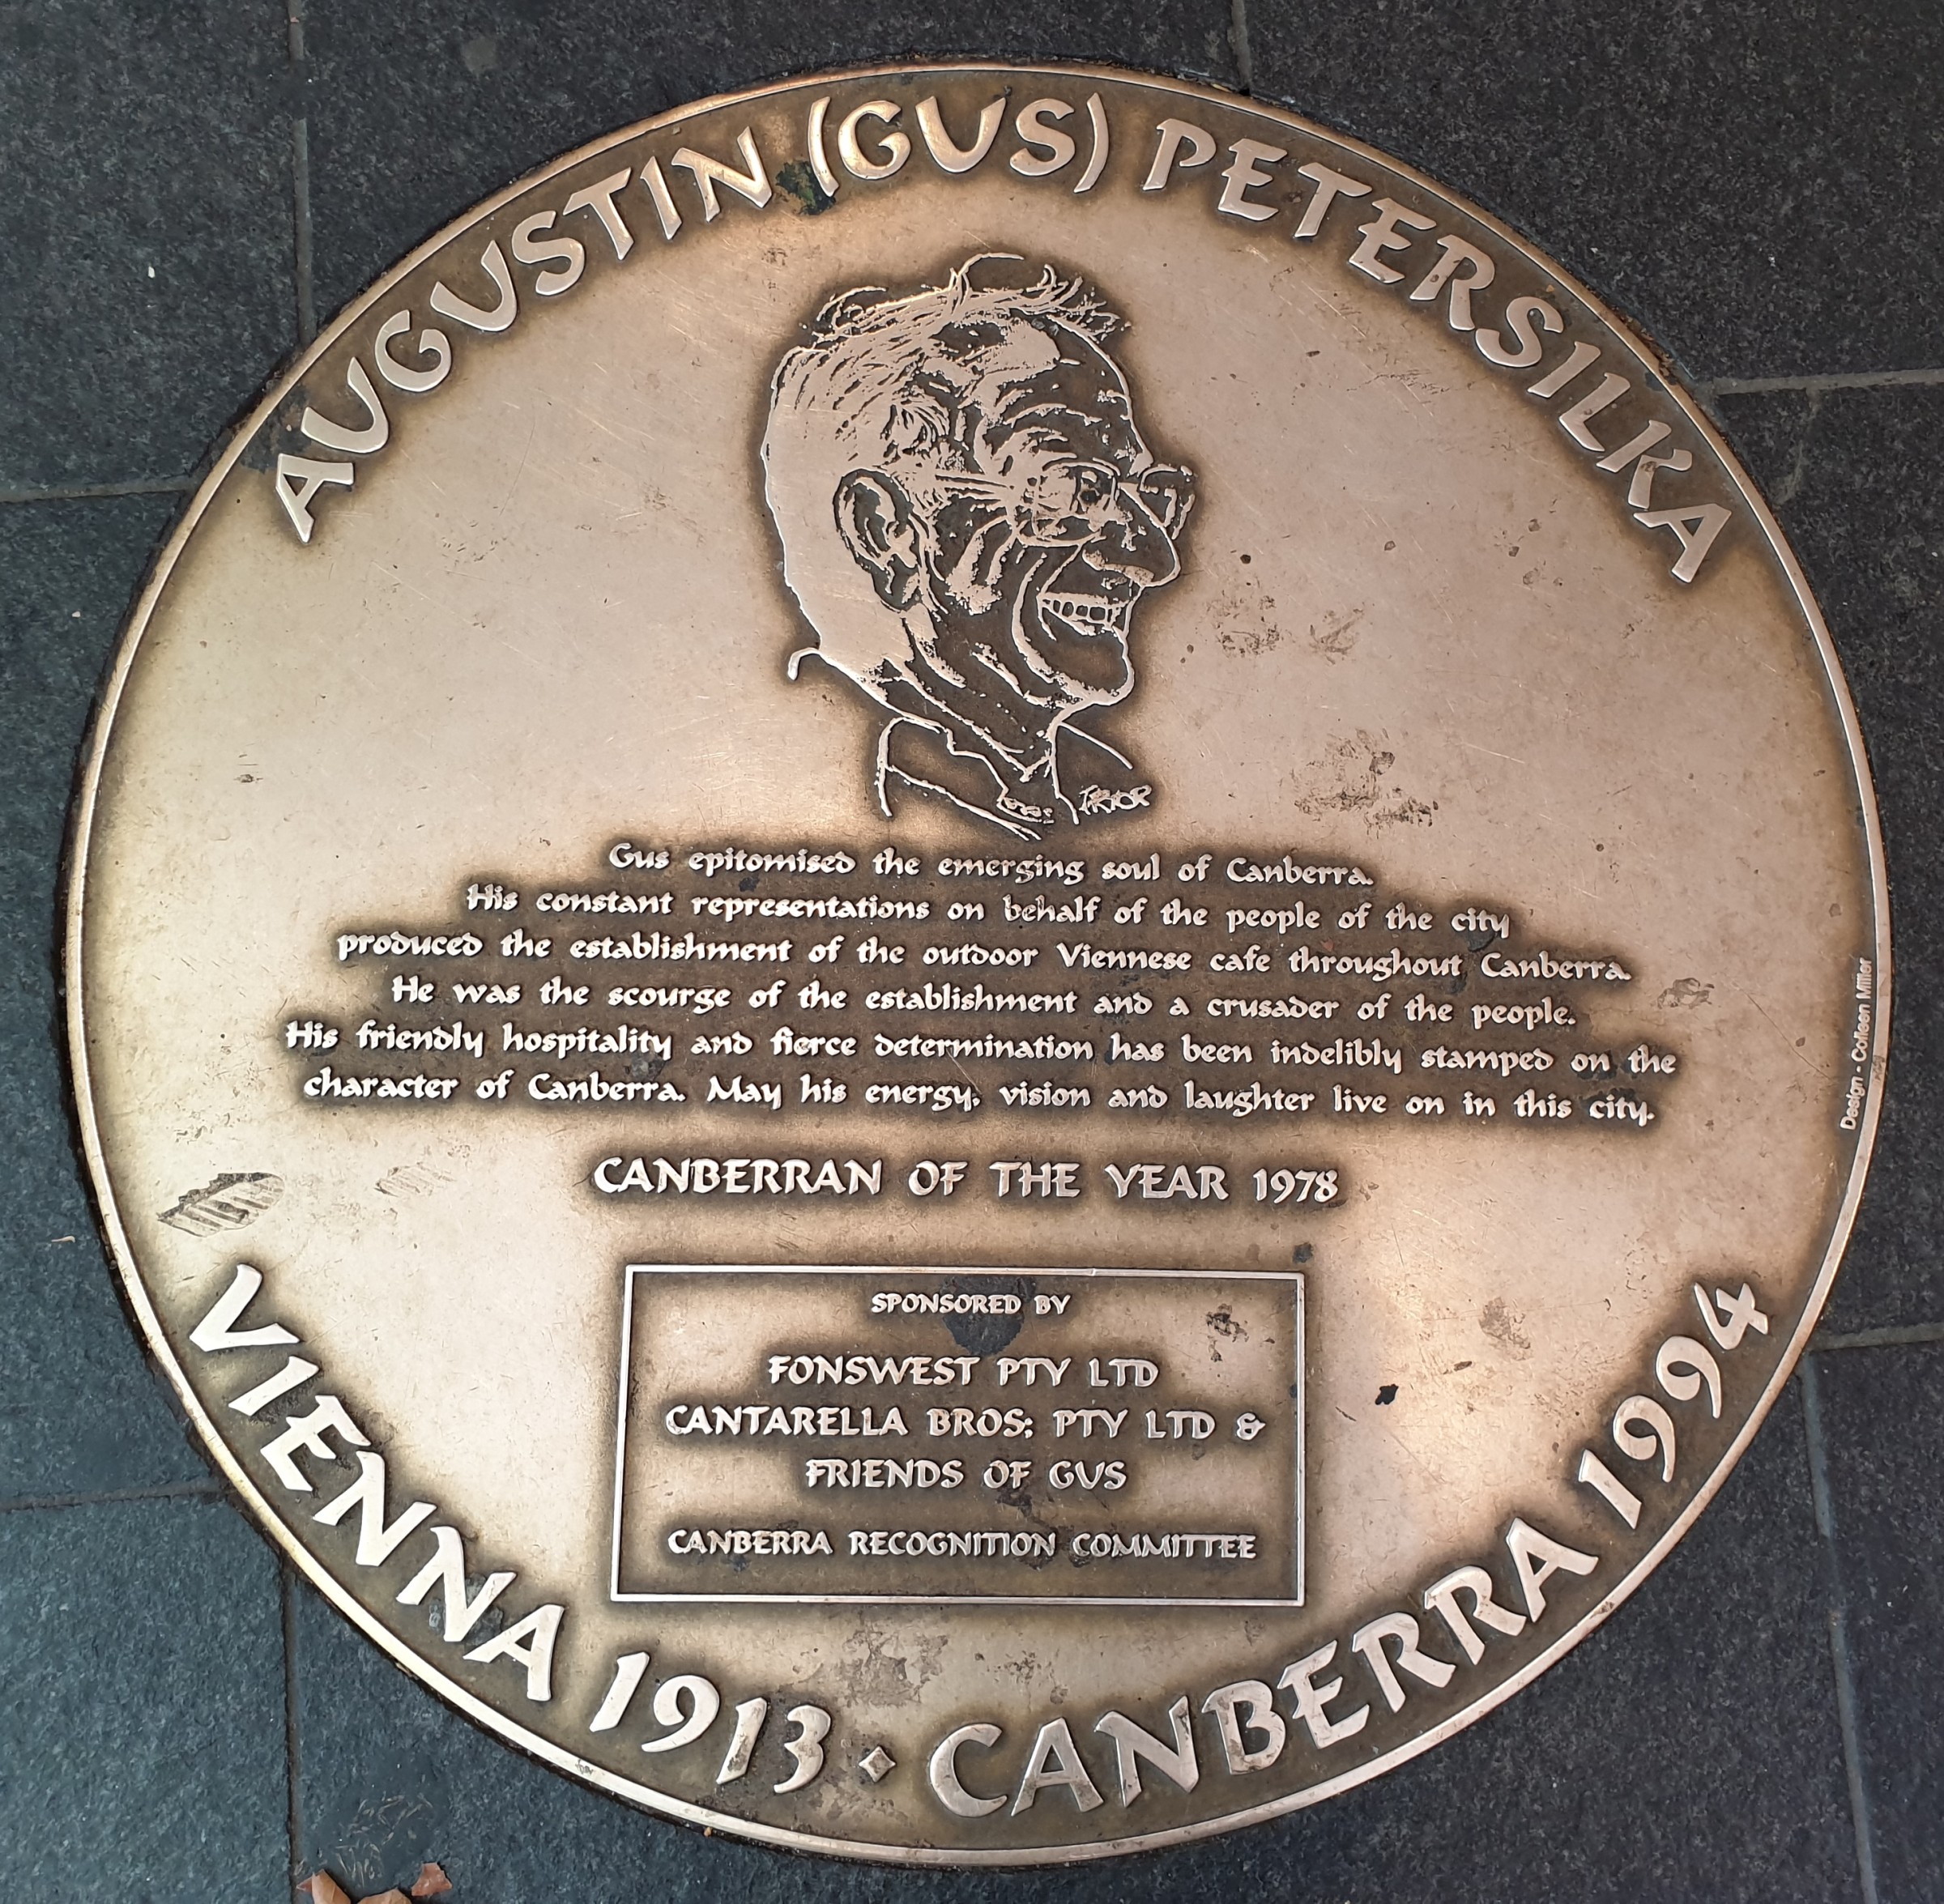 AUGUSTIN (GUS) PETERSILKA
PRIOR
Gus epitomised the emerging soul of Canberra.
His constant representations on behalf of the people of the city
produced the establishment of the outdoor Viennese cafe throughout Canberra.
He was the scourge of the establishment and a crusader of the people.
His friendly hospitality and fierce determination has been indelibly stamped on the
character of Canberra. May his energy, vision and laughter live on in this city.
Design - Colleen Miller
CANBERRAN OF THE YEAR 1978
SPONSORED BY
FONSWEST PTY LTD
CANTARELLA BROS: PTY LTD &
FRIENDS OF GUS
CANBERRA RECOGNITION COMMITTEE
VIENNA 1913 · CANBERRA 1994